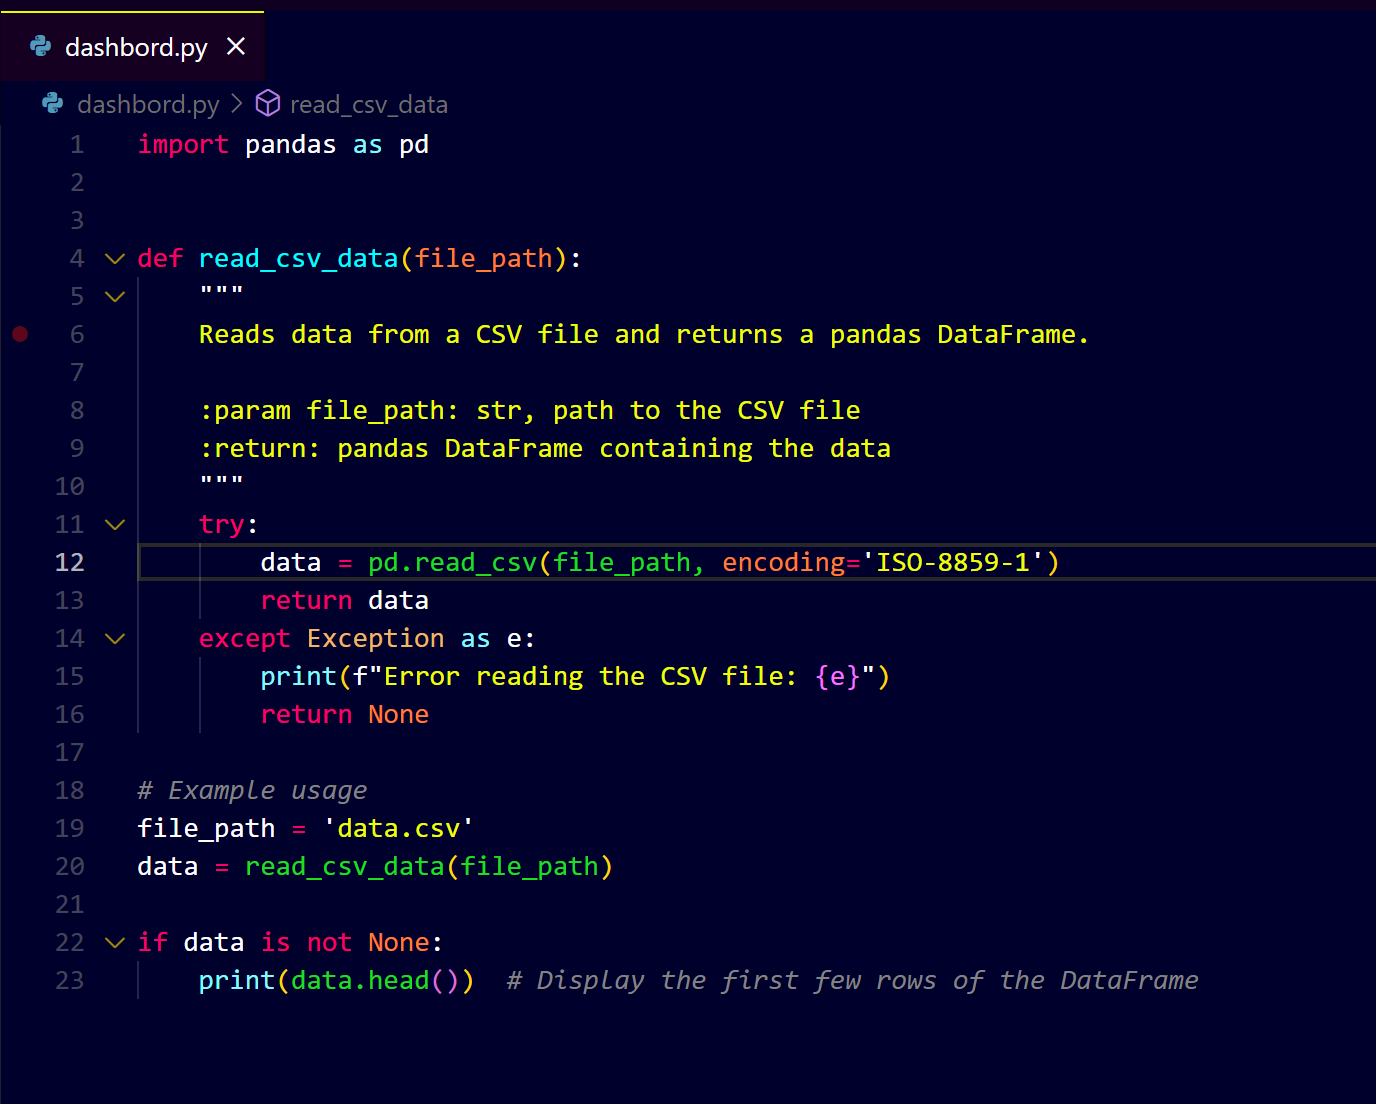 dashbord.py
dashbord.py > read_csv_data
1 import pandas as pd
2
3
4 def read_csv_data(file_path):
5     """
6     Reads data from a CSV file and returns a pandas DataFrame.
7
8     :param file_path: str, path to the CSV file
9     :return: pandas DataFrame containing the data
10     """
11     try:
12         data = pd.read_csv(file_path, encoding='ISO-8859-1')
13         return data
14     except Exception as e:
15         print(f"Error reading the CSV file: {e}")
16         return None
17
18 # Example usage
19 file_path = 'data.csv'
20 data = read_csv_data(file_path)
21
22 if data is not None:
23     print(data.head())  # Display the first few rows of the DataFrame